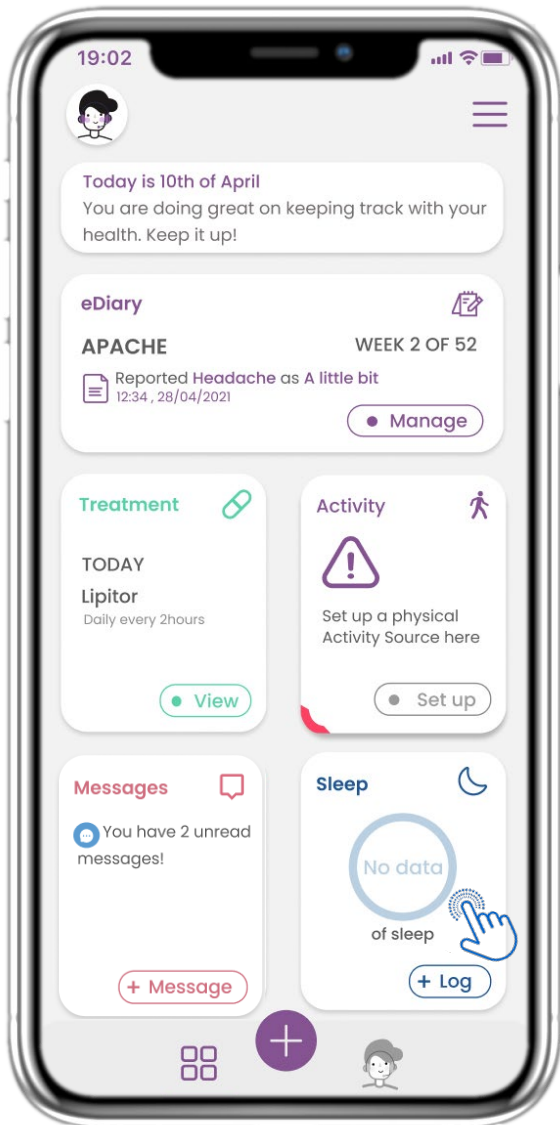 19:02
Today is 10th of April
You are doing great on keeping track with your
health. Keep it up!
eDiary
APACHE
WEEK 2 OF 52
Reported Headache as A little bit
12:34 , 28/04/2021
Manage
Treatment
TODAY
Lipitor
Daily every 2hours
View
Activity
Set up a physical
Activity Source here
Set up
Messages
You have 2 unread
messages!
+ Message
Sleep
No data
of sleep
+ Log